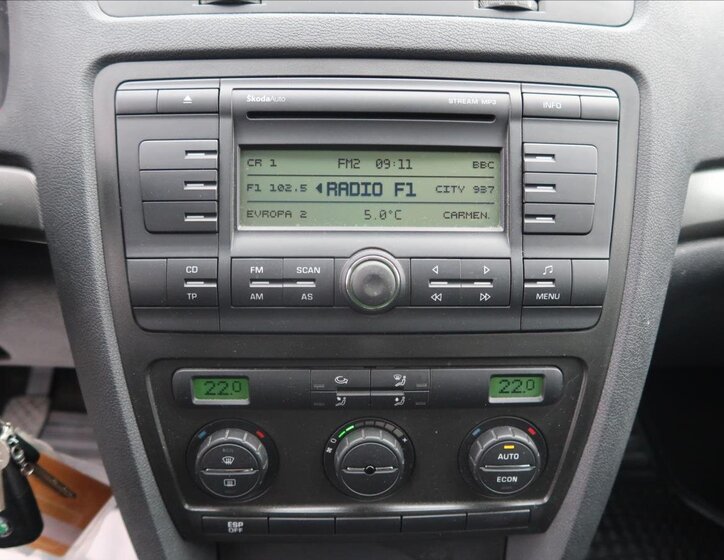 ŠkodaAuto STREAM MP3 INFO
CR 1 FM2 09:11 BBC
F1 102.5 RADIO F1 CITY 937
EVROPA 2 5.0°C CARMEN.
CD FM SCAN
TP AM AS MENU
22.0 22.0
AUTO
ECON
ESP
OFF